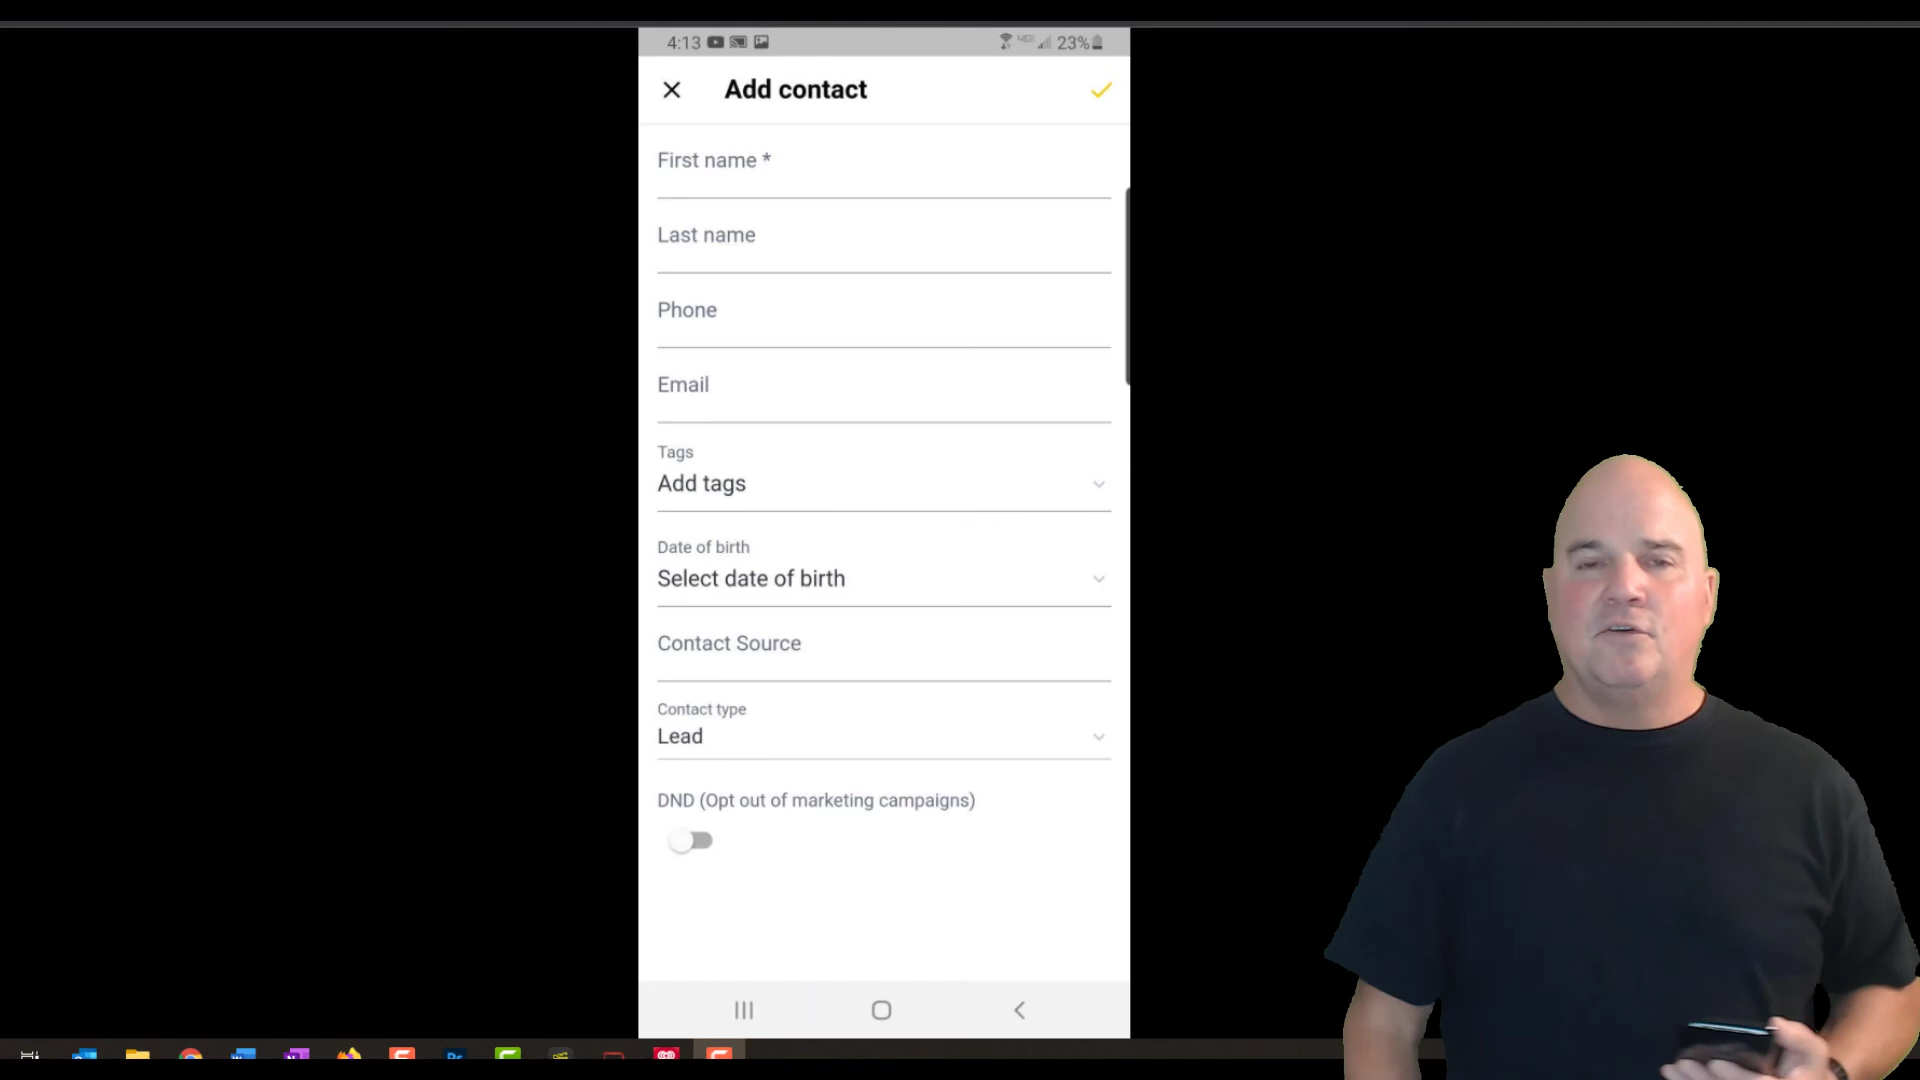 4:13 23%
Add contact
First name *
Last name
Phone
Email
Tags
Add tags
Date of birth
Select date of birth
Contact Source
Contact type
Lead
DND (Opt out of marketing campaigns)